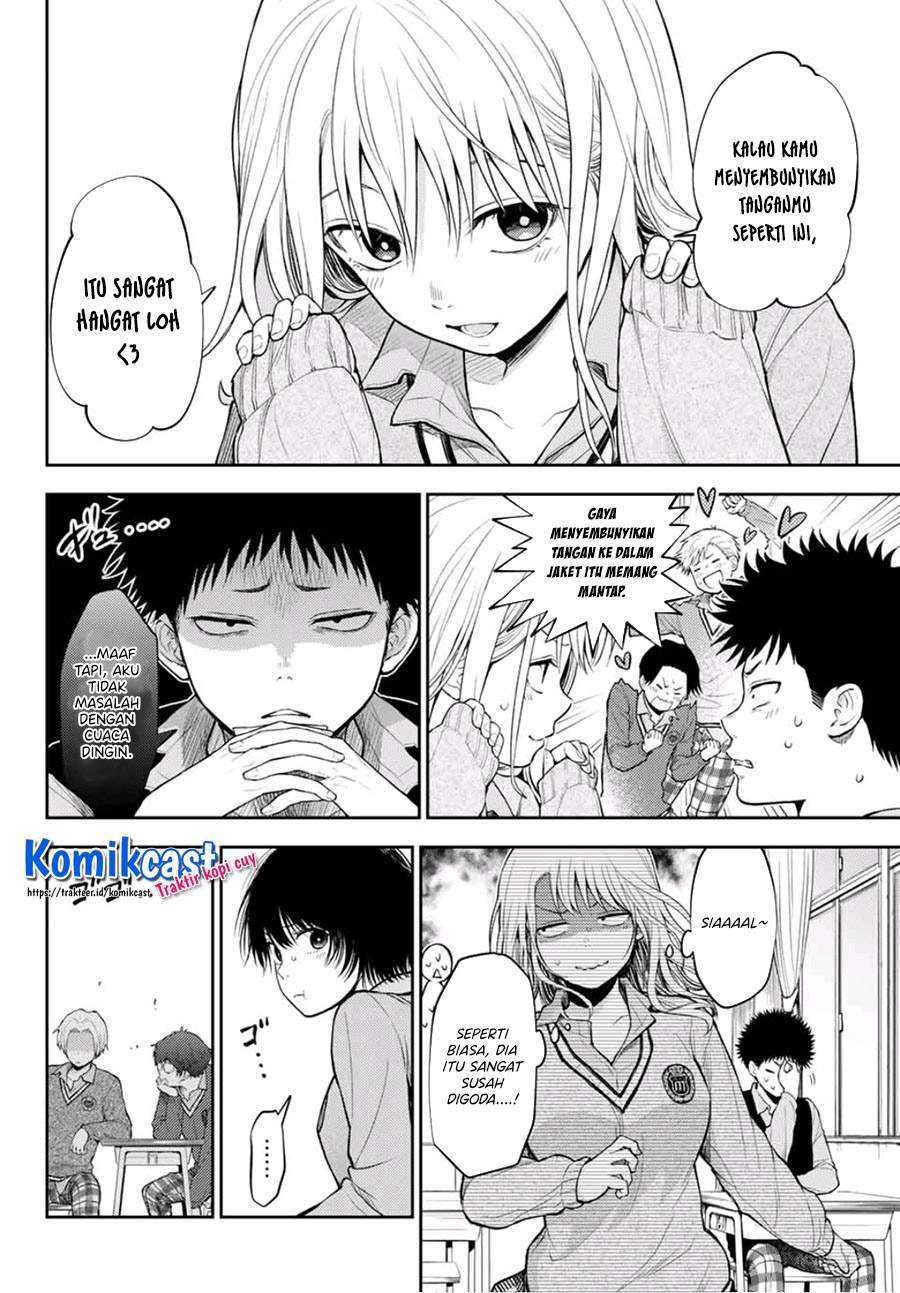 KALAU KAMU
MENYEMBUNYIKAN
TANGANMU
SEPERTI INI,
ITU SANGAT
HANGAT LOH
<3
GAYA
MENYEMBUNYIKAN
TANGAN KE DALAM
JAKET ITU MEMANG
MANTAP.
...MAAF
TAPI, AKU
TIDAK
MASALAH
DENGAN
CUACA
DINGIN.
SIAAAAL~
SEPERTI
BIASA, DIA
ITU SANGAT
SUSAH
DIGODA....!
......
Komikcast
Traktir kopi cuy
https://trakteer.id/komikcast